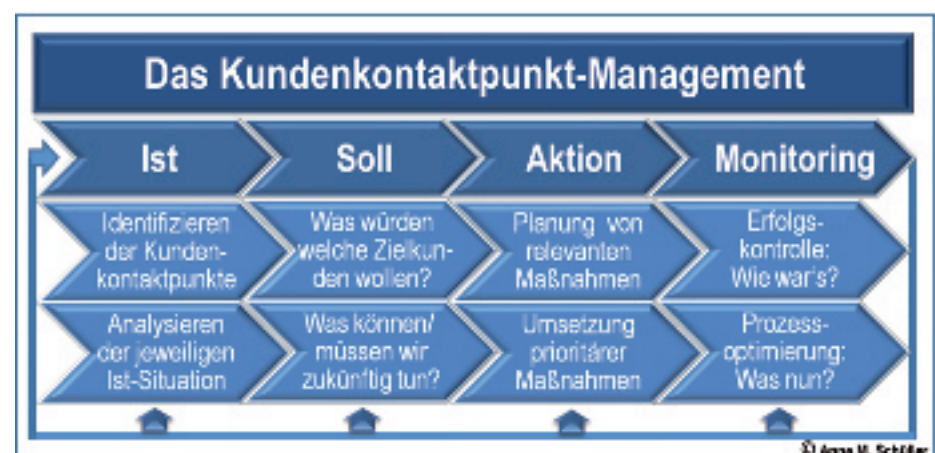 Das Kundenkontaktpunkt-Management
Ist
Soll
Aktion
Monitoring
Identifizieren
der Kunden-
kontaktpunkte
Was würden
welche Zielkun-
den wollen?
Planung von
relevanten
Maßnahmen
Erfolgs-
kontrolle:
Wie war's?
Analysieren
der jeweiligen
Ist-Situation
Was können/
müssen wir
zukünftig tun?
Umsetzung
prioritärer
Maßnahmen
Prozess-
optimierung:
Was nun?
© Anne M. Schüller